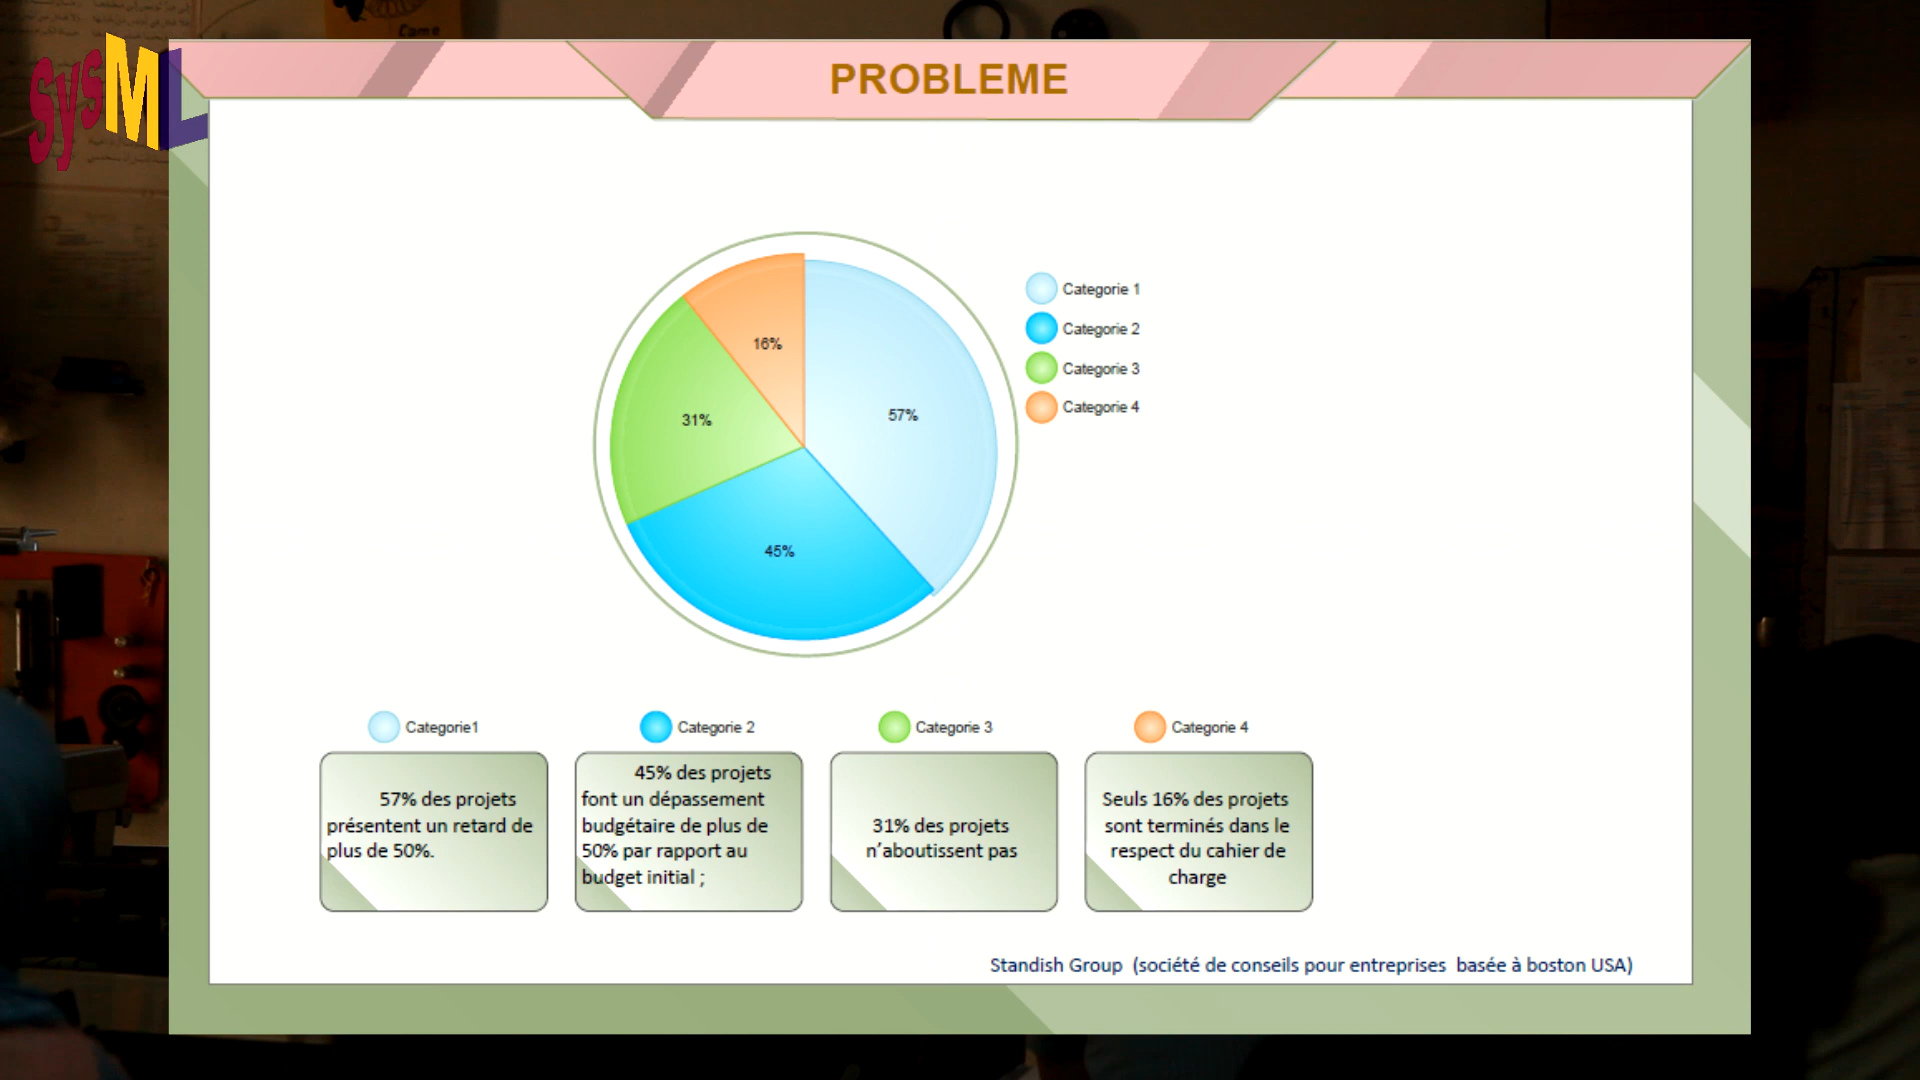 Came
SysML
PROBLEME
Categorie 1
Categorie 2
Categorie 3
Categorie 4
16%
57%
31%
45%
Categorie1
57% des projets
présentent un retard de
plus de 50%.
Categorie 2
45% des projets
font un dépassement
budgétaire de plus de
50% par rapport au
budget initial ;
Categorie 3
31% des projets
n’aboutissent pas
Categorie 4
Seuls 16% des projets
sont terminés dans le
respect du cahier de
charge
Standish Group (société de conseils pour entreprises basée à boston USA)